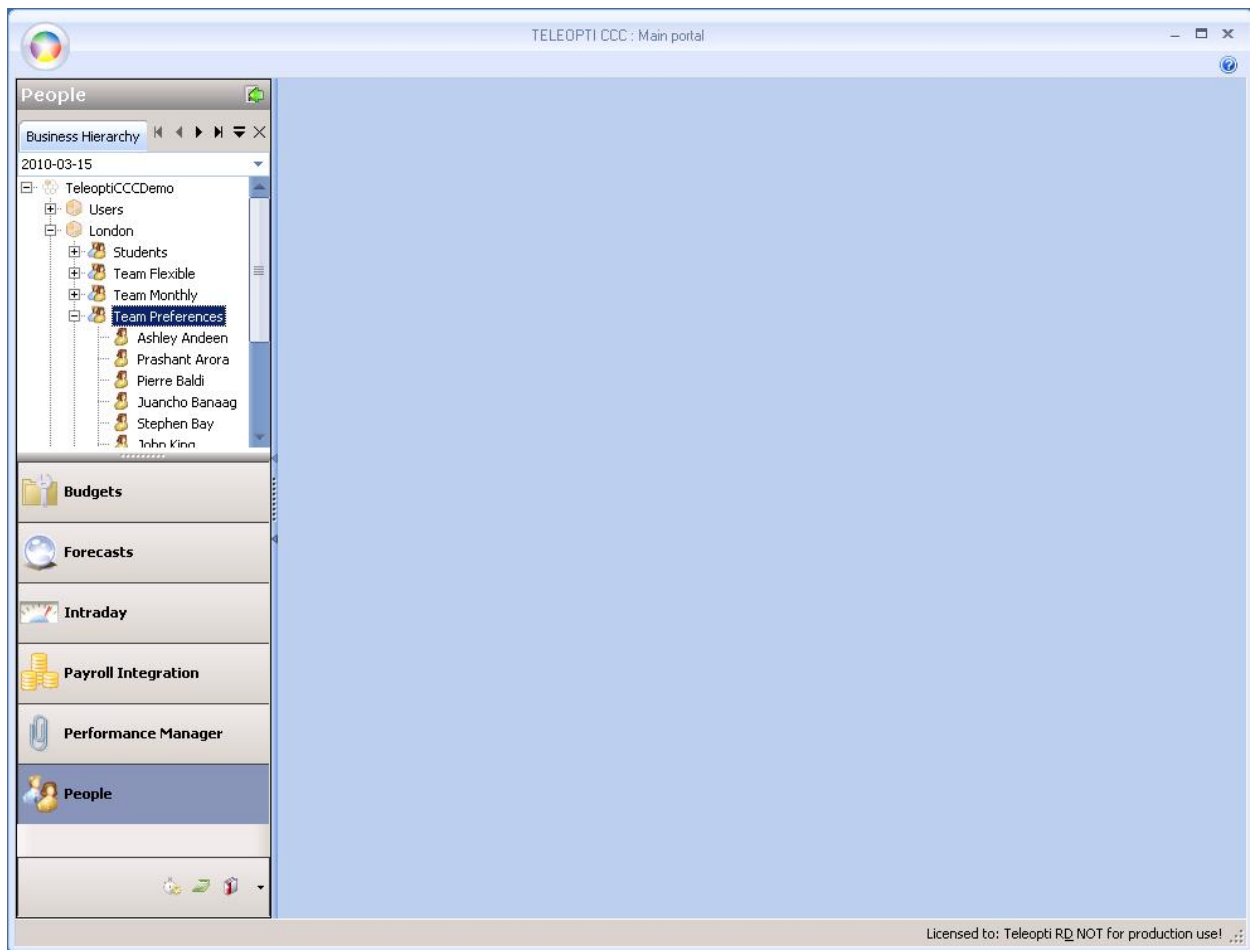 TELEOPTI CCC : Main portal
People
Business Hierarchy
2010-03-15
TeleoptiCCCDemo
Users
London
Students
Team Flexible
Team Monthly
Team Preferences
Ashley Andeen
Prashant Arora
Pierre Baldi
Juancho Banaag
Stephen Bay
John King
Budgets
Forecasts
Intraday
Payroll Integration
Performance Manager
People
Licensed to: Teleopti RD NOT for production use!